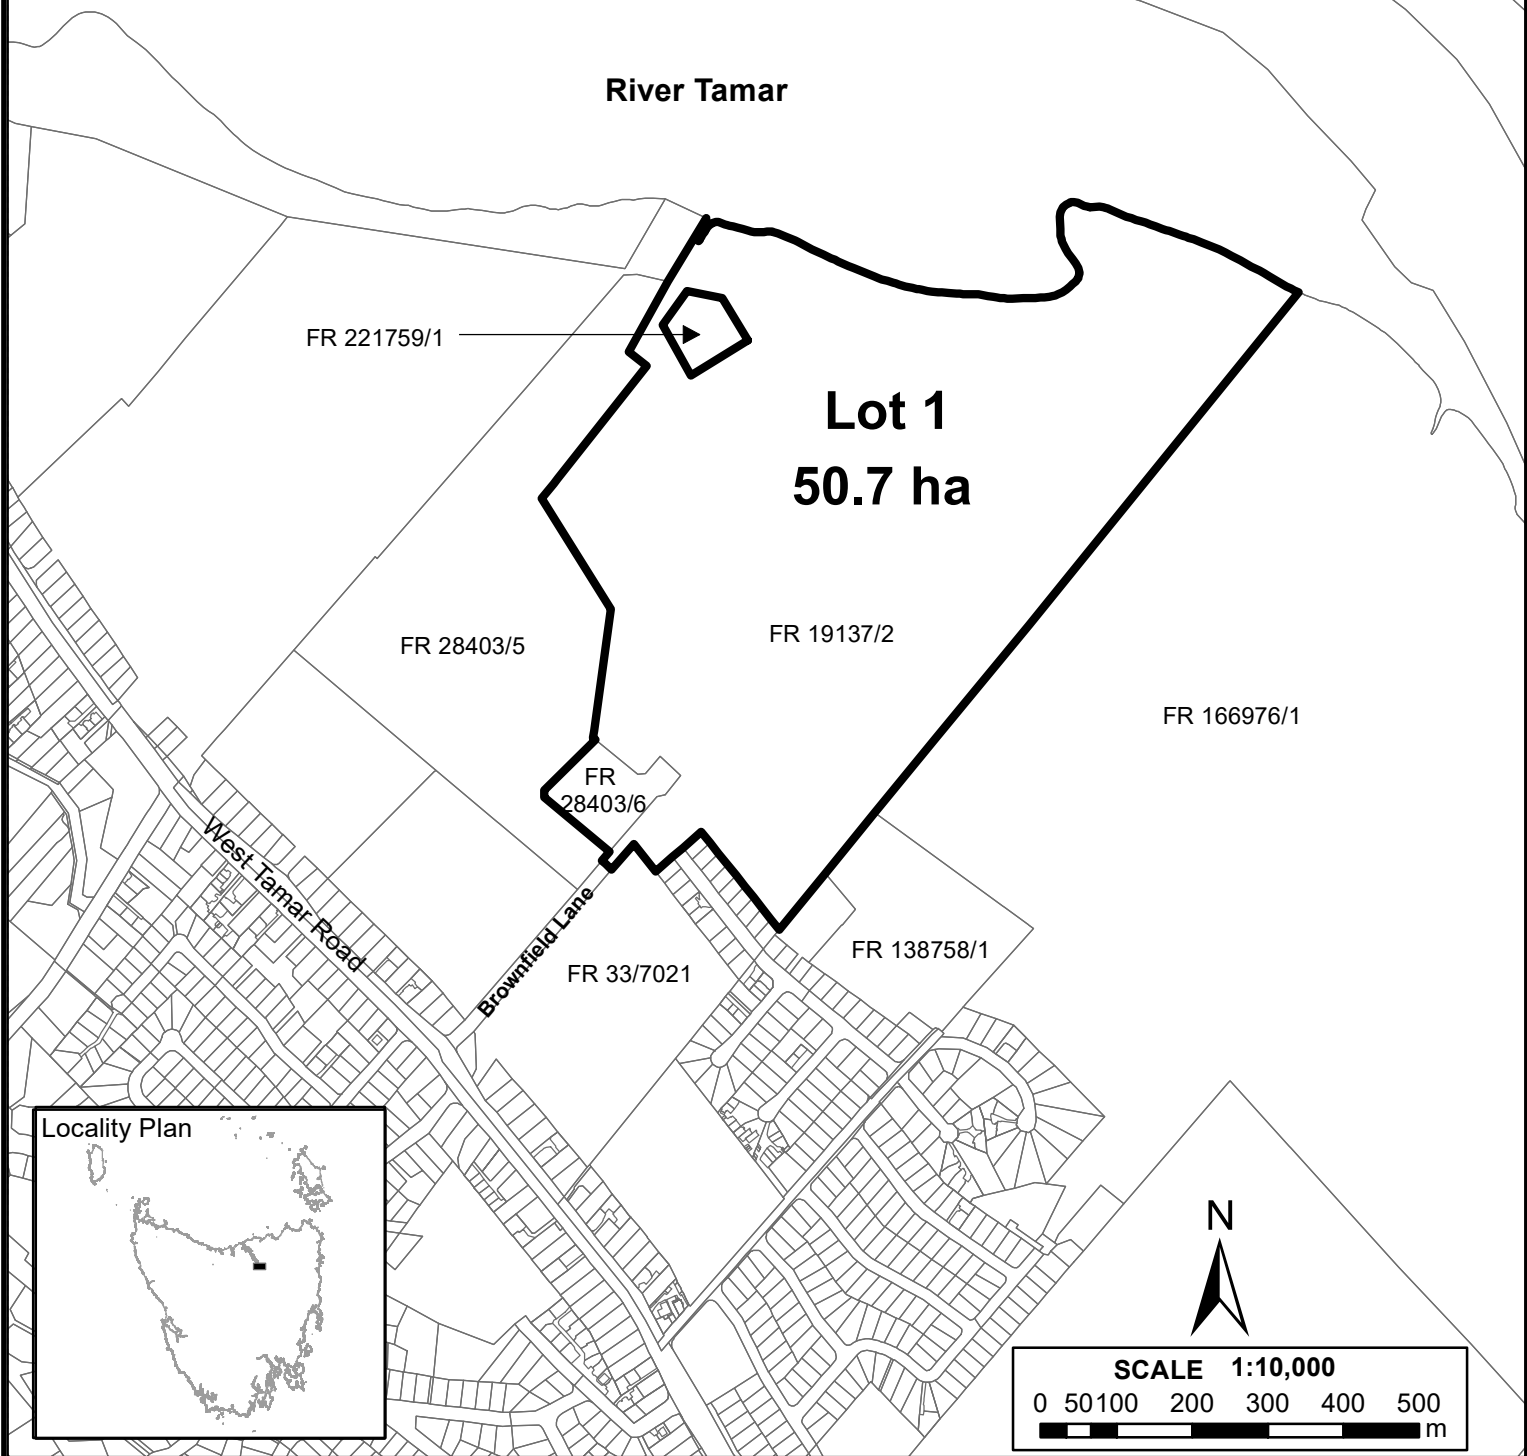 River Tamar
FR 221759/1
Lot 1
50.7 ha
FR 28403/5
FR 19137/2
FR 166976/1
FR
28403/6
West Tamar Road
Brownfield Lane
FR 33/7021
FR 138758/1
Locality Plan
N
SCALE 1:10,000
0 50 100 200 300 400 500
m